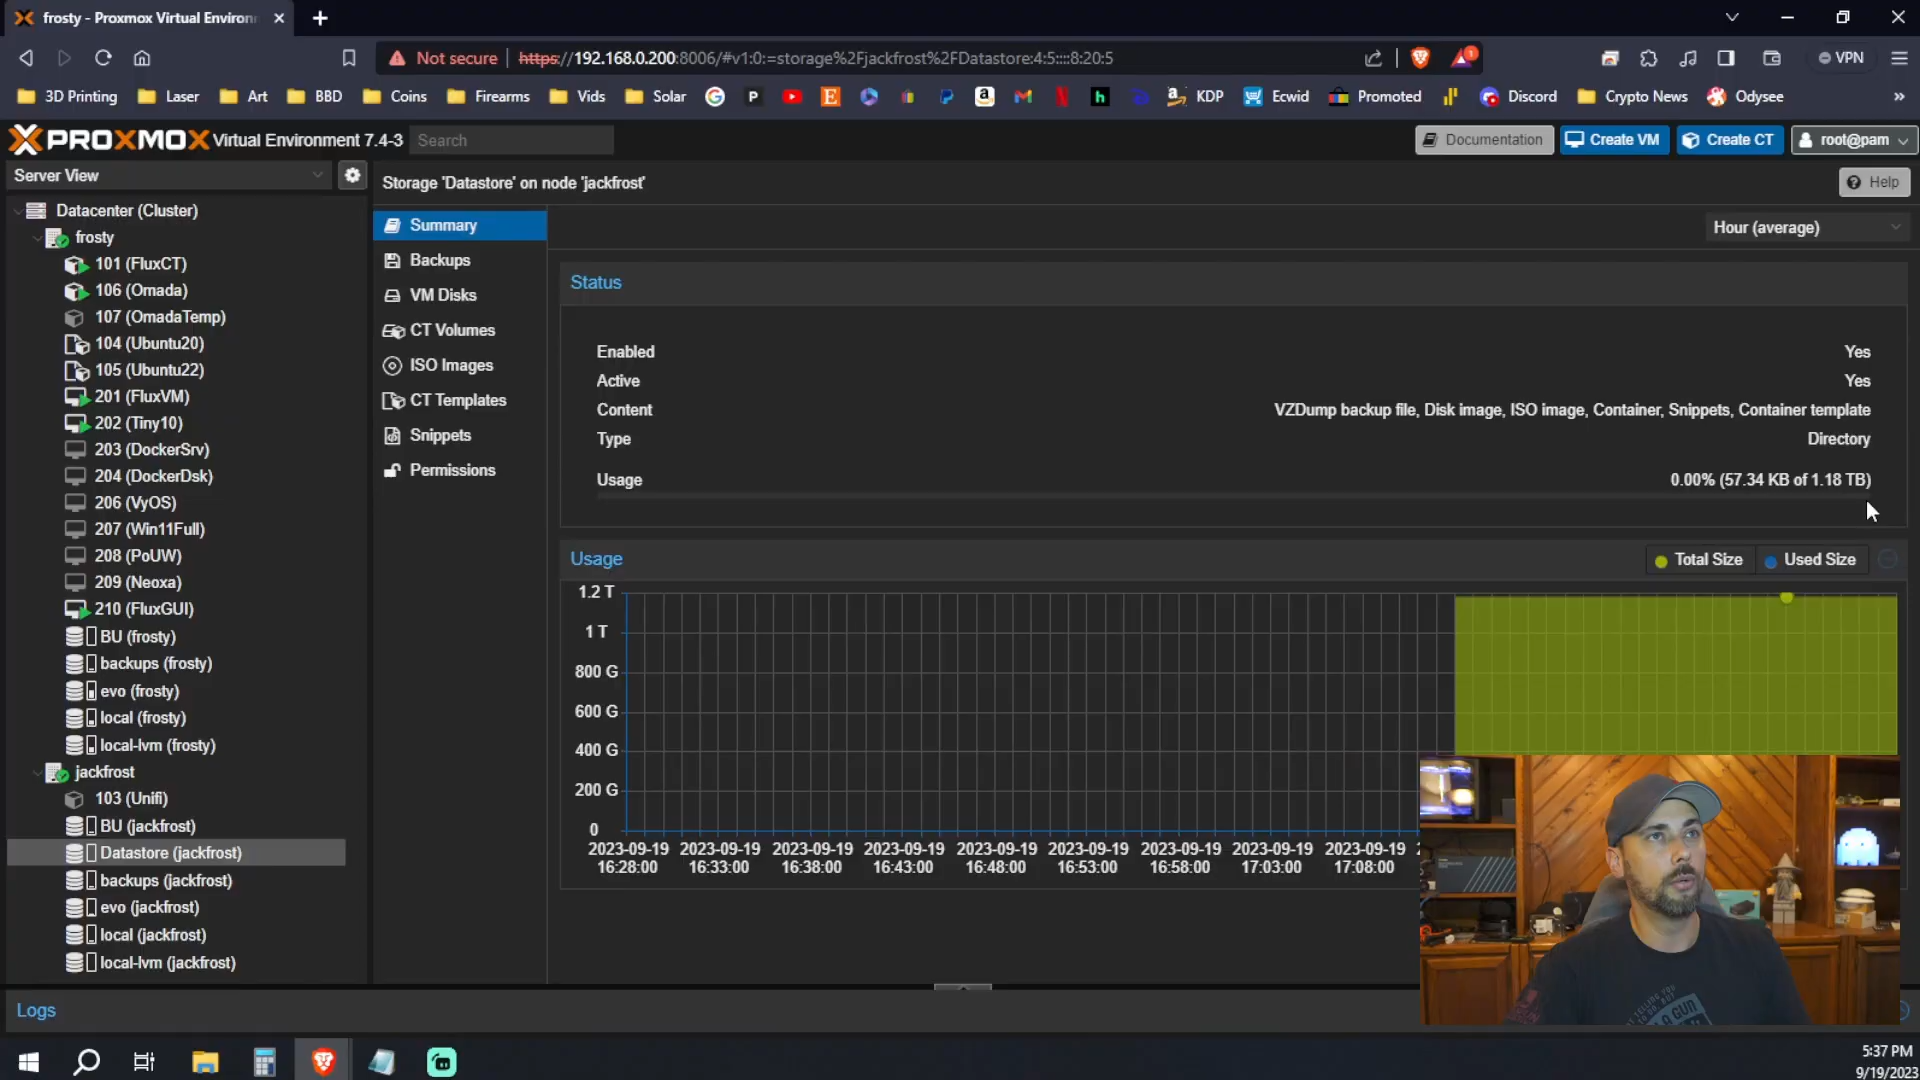 frosty - Proxmox Virtual Environ
Not secure https://192.168.0.200:8006/#v1:0:=storage%2Fjackfrost%2FDatastore:4:5::::8:20:5
1
VPN
3D Printing
Laser
Art
BBD
Coins
Firearms
Vids
Solar
KDP
Ecwid
Promoted
Discord
Crypto News
Odysee
PROXMOX Virtual Environment 7.4-3
Search
Documentation
Create VM
Create CT
root@pam
Server View
Storage 'Datastore' on node 'jackfrost'
Help
Datacenter (Cluster)
frosty
101 (FluxCT)
106 (Omada)
107 (OmadaTemp)
104 (Ubuntu20)
105 (Ubuntu22)
201 (FluxVM)
202 (Tiny10)
203 (DockerSrv)
204 (DockerDsk)
206 (VyOS)
207 (Win11Full)
208 (PoUW)
209 (Neoxa)
210 (FluxGUI)
BU (frosty)
backups (frosty)
evo (frosty)
local (frosty)
local-lvm (frosty)
jackfrost
103 (Unifi)
BU (jackfrost)
Datastore (jackfrost)
backups (jackfrost)
evo (jackfrost)
local (jackfrost)
local-lvm (jackfrost)
Summary
Backups
VM Disks
CT Volumes
ISO Images
CT Templates
Snippets
Permissions
Hour (average)
Status
Enabled Yes
Active Yes
Content VZDump backup file, Disk image, ISO image, Container, Snippets, Container template
Type Directory
Usage 0.00% (57.34 KB of 1.18 TB)
Usage
Total Size
Used Size
1.2 T
1 T
800 G
600 G
400 G
200 G
0
2023-09-19 2023-09-19 2023-09-19 2023-09-19 2023-09-19 2023-09-19 2023-09-19 2023-09-19 2023-09-19
16:28:00 16:33:00 16:38:00 16:43:00 16:48:00 16:53:00 16:58:00 17:03:00 17:08:00
Logs
5:37 PM
9/19/2023